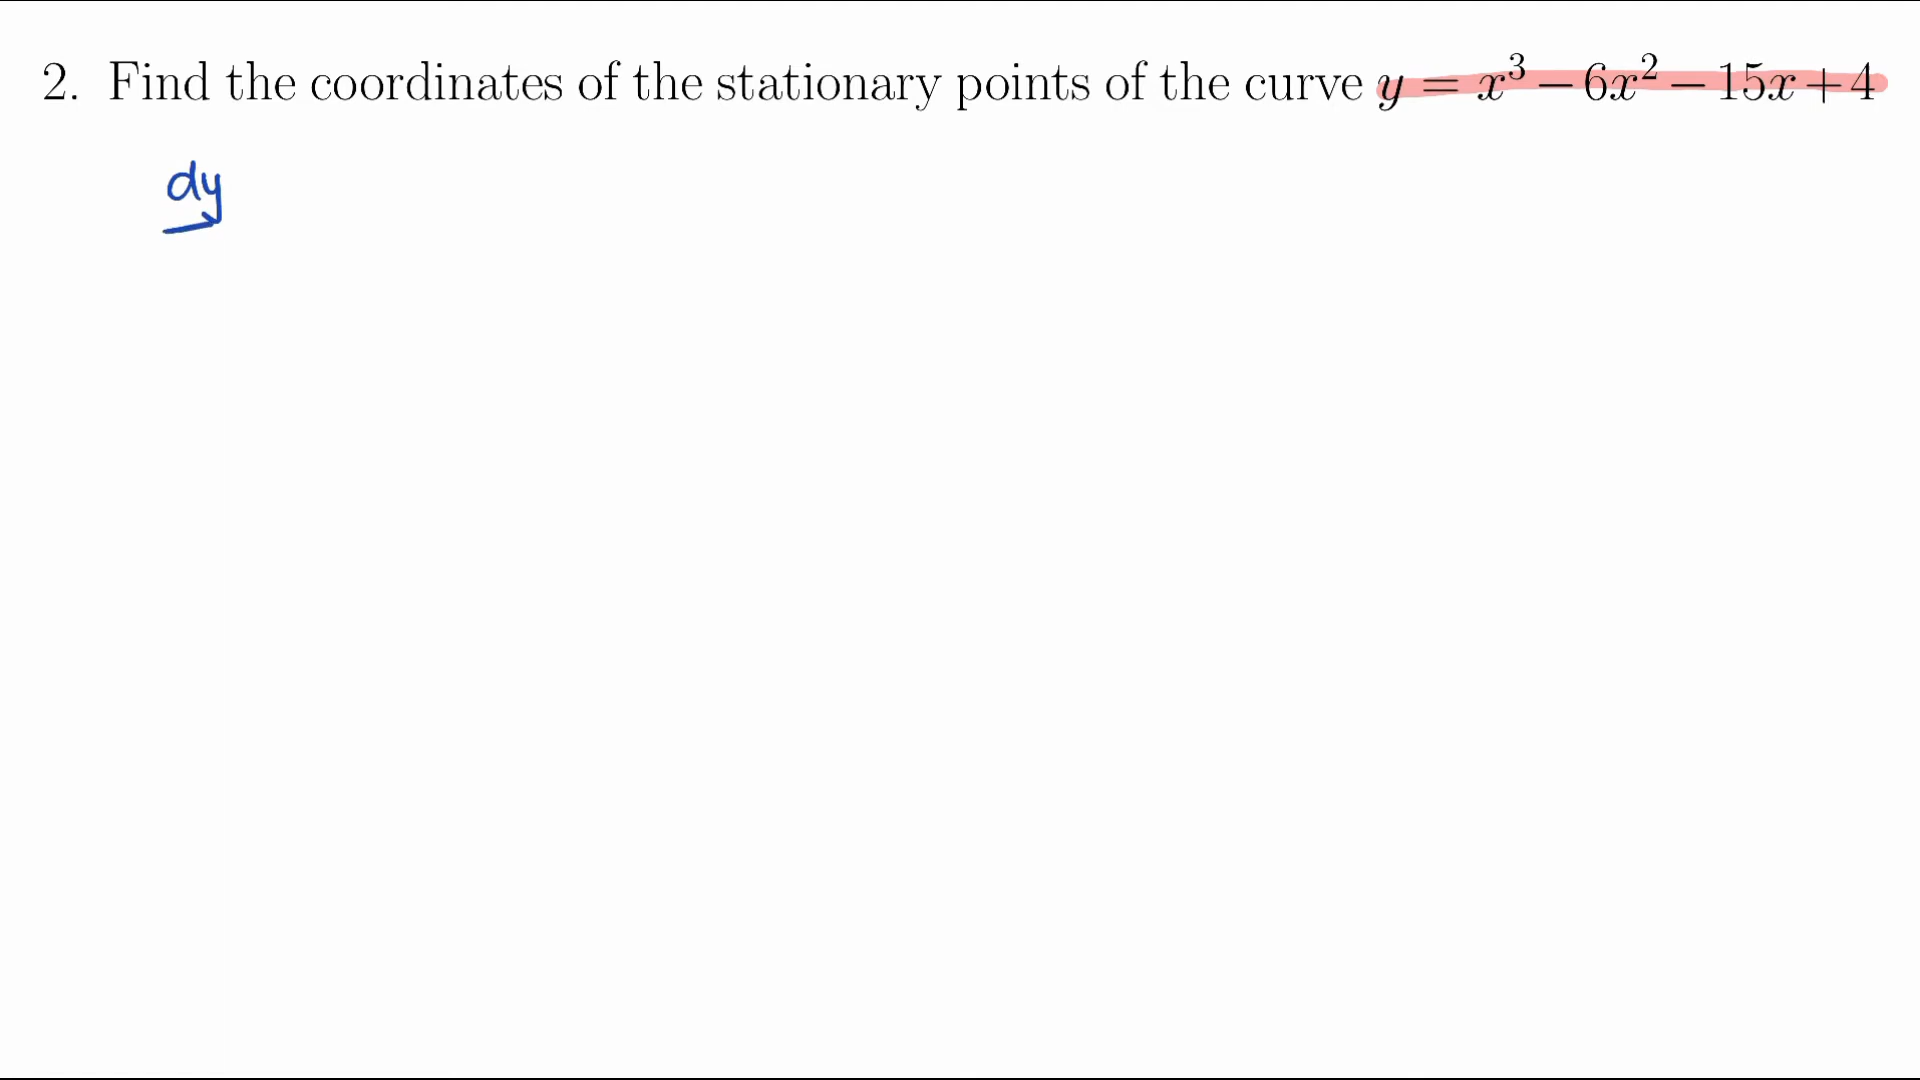 2. Find the coordinates of the stationary points of the curve y = x³ − 6x² − 15x + 4
dy